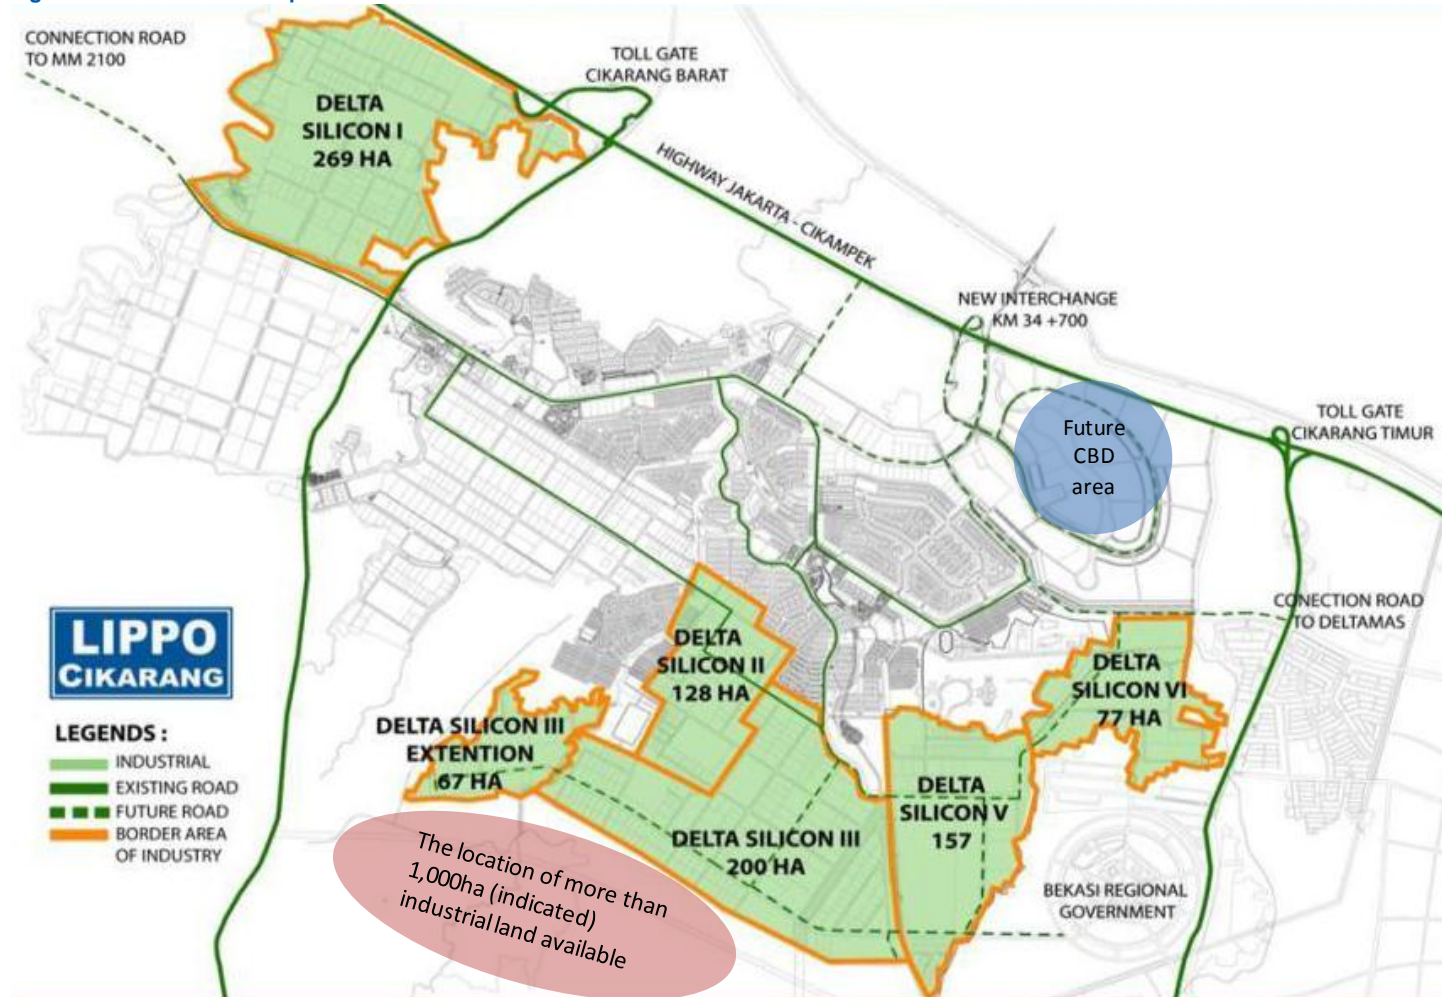 CONNECTION ROAD
TO MM 2100
TOLL GATE
CIKARANG BARAT
DELTA
SILICON I
269 HA
HIGHWAY JAKARTA - CIKAMPEK
NEW INTERCHANGE
KM 34 +700
TOLL GATE
CIKARANG TIMUR
Future
CBD
area
CONECTION ROAD
TO DELTAMAS
LIPPO
CIKARANG
LEGENDS :
INDUSTRIAL
EXISTING ROAD
FUTURE ROAD
BORDER AREA
OF INDUSTRY
DELTA
SILICON II
128 HA
DELTA SILICON III
EXTENTION
67 HA
DELTA
SILICON VI
77 HA
DELTA
SILICON V
157
DELTA SILICON III
200 HA
The location of more than
1,000ha (indicated)
industrial land available
BEKASI REGIONAL
GOVERNMENT